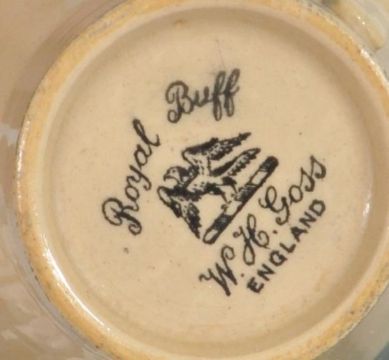 Royal Buff
W. H. Goss
ENGLAND